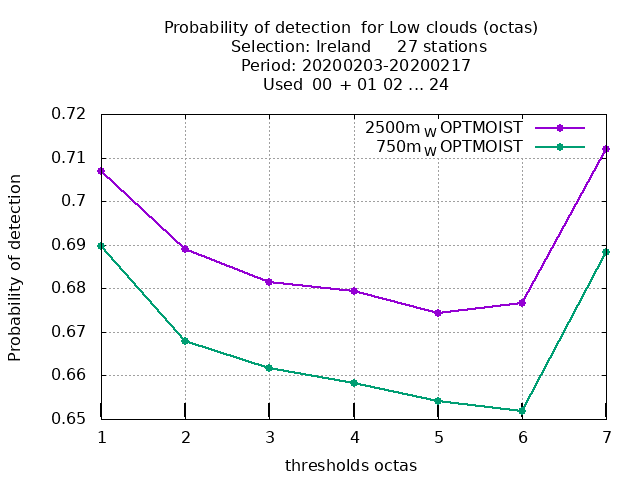 Probability of detection  for Low clouds (octas)
Selection: Ireland     27 stations
Period: 20200203-20200217
Used  00 + 01 02 ... 24
0.72
0.71
0.7
0.69
0.68
0.67
0.66
0.65
Probability of detection
2500m_W OPTMOIST
750m_W OPTMOIST
1 2 3 4 5 6 7
thresholds octas